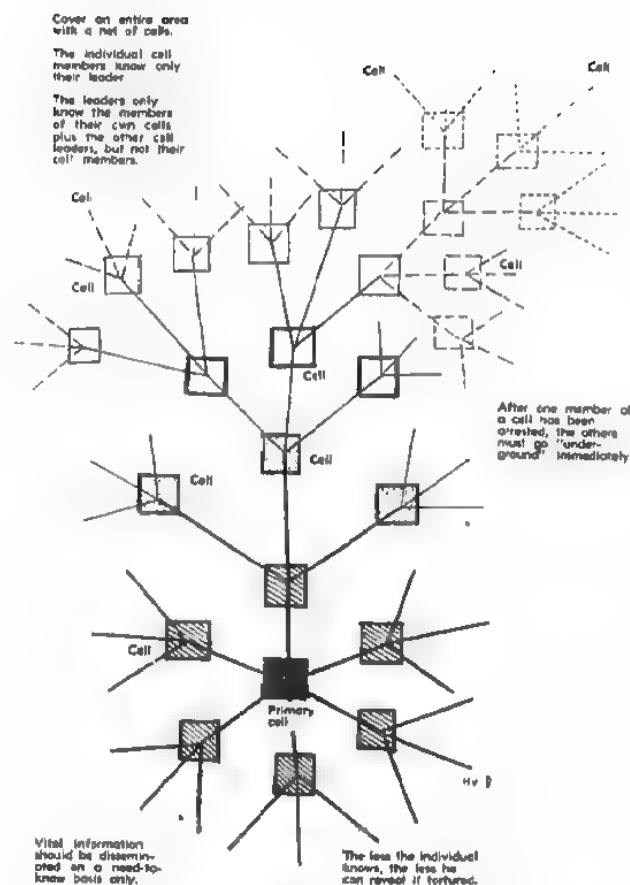 Cover an entire area
with a net of cells.
The individual cell
members know only
their leader
The leaders only
know the members
of their own cells
plus the other cell
leaders, but not their
cell members.
Cell
Cell
Cell
Cell
Cell
Cell
After one member of
a cell has been
arrested, the others
must go "under-
ground" immediately
Cell
Cell
Cell
Primary
cell
Vital information
should be dissemin-
ated on a need-to-
know basis only.
The less the individual
knows, the less he
can reveal if tortured.